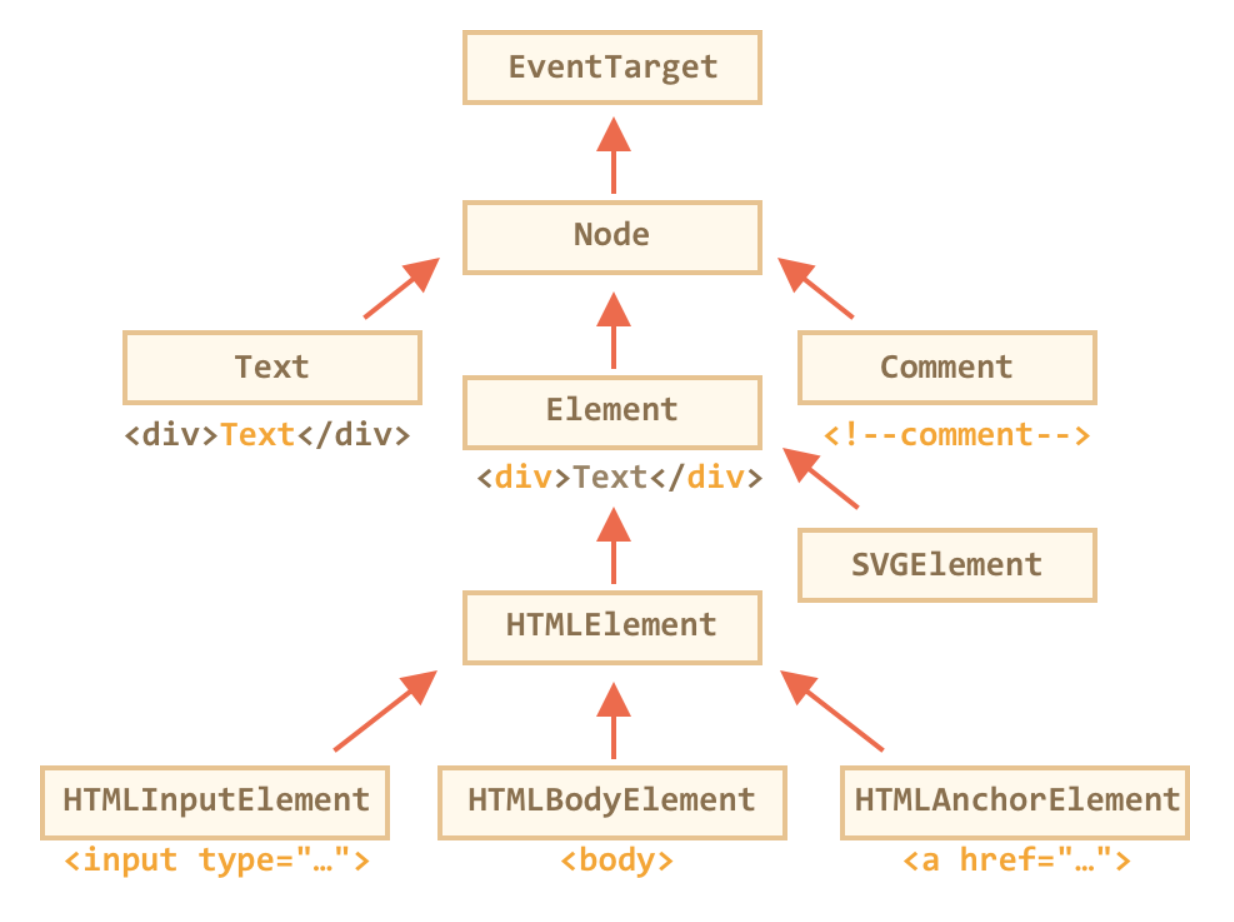 EventTarget
Node
Text
Comment
Element
<div>Text</div>
<!--comment-->
<div>Text</div>
SVGElement
HTMLElement
HTMLInputElement
HTMLBodyElement
HTMLAnchorElement
<input type="…">
<body>
<a href="…">